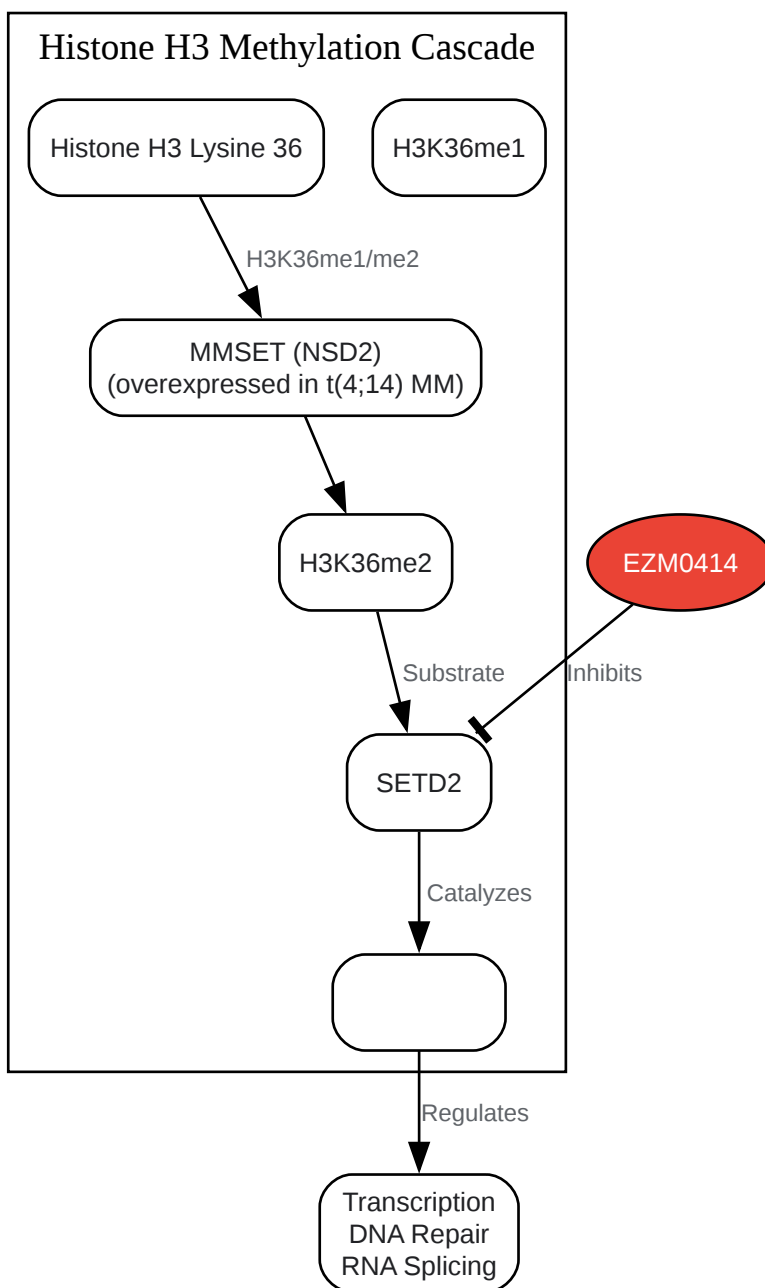 Histone H3 Methylation Cascade
Histone H3 Lysine 36
H3K36me1
H3K36me1/me2
MMSET (NSD2)
(overexpressed in t(4;14) MM)
H3K36me2
EZM0414
Substrate
Inhibits
SETD2
Catalyzes
Regulates
Transcription
DNA Repair
RNA Splicing